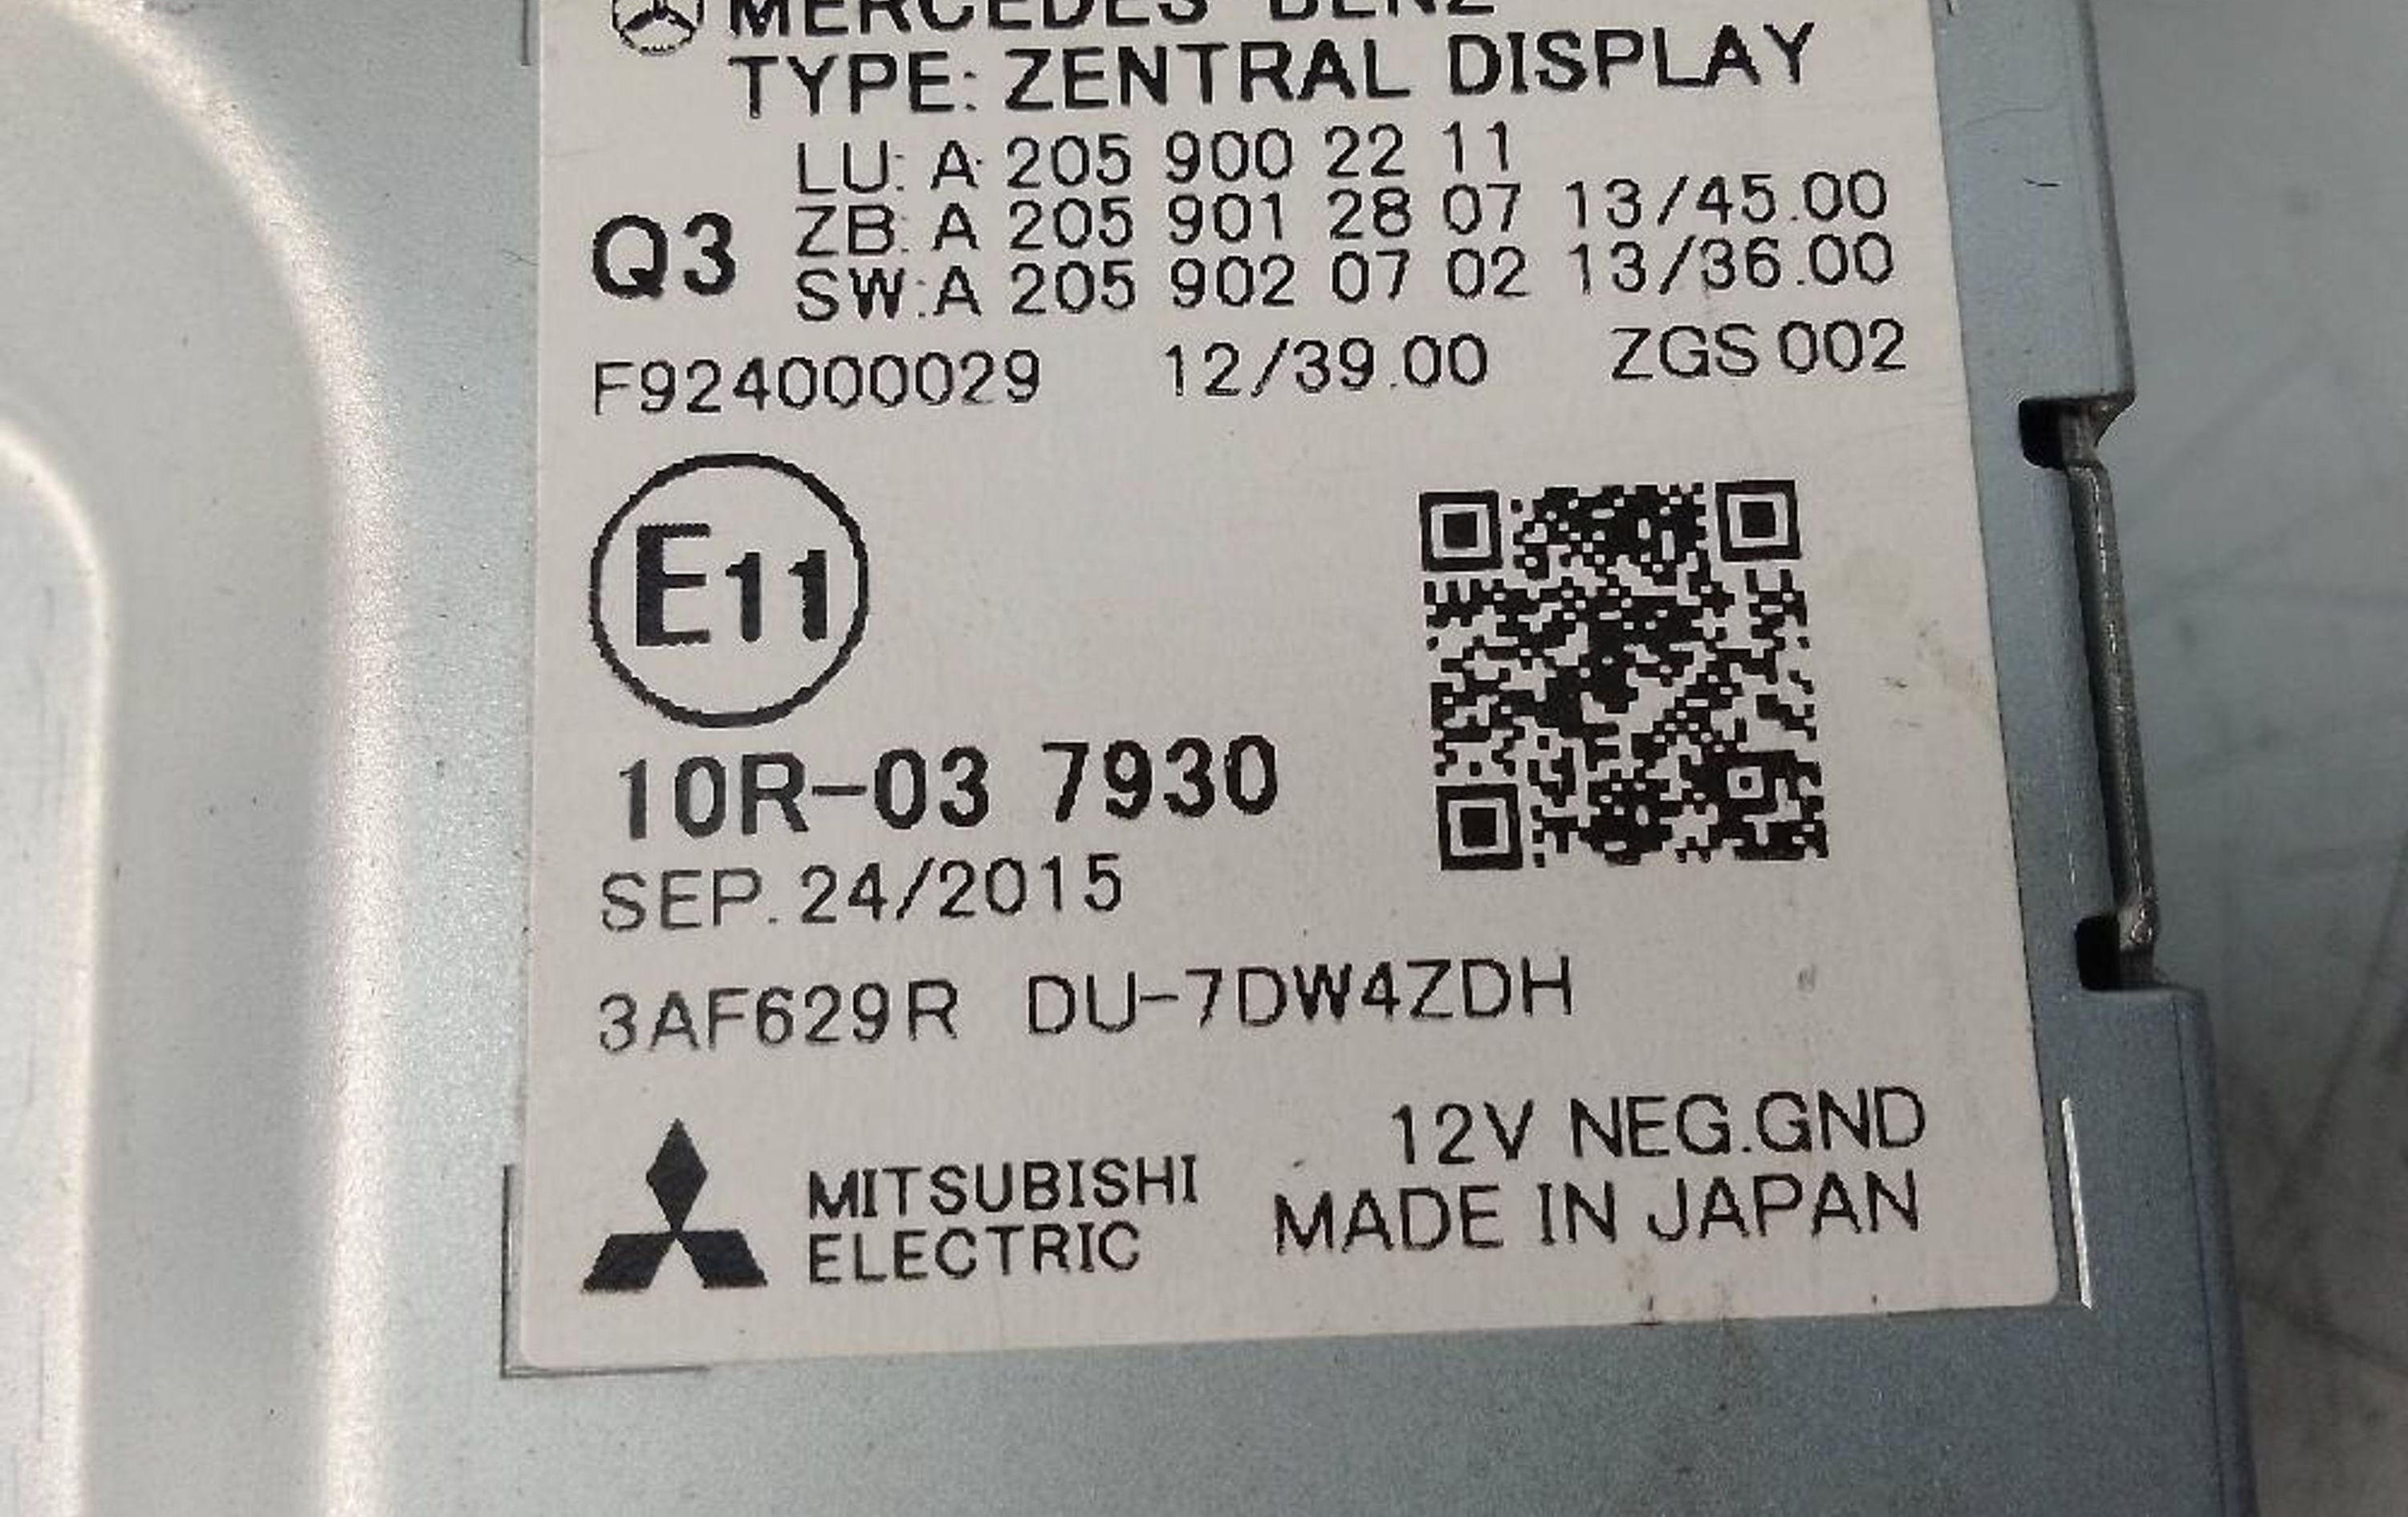 MERCEDES-BENZ
TYPE: ZENTRAL DISPLAY
LU: A 205 900 22 11
Q3 ZB: A 205 901 28 07 13/45.00
SW:A 205 902 07 02 13/36.00
F924000029 12/39.00 ZGS 002
E11
10R-03 7930
SEP. 24/2015
3AF629R DU-7DW4ZDH
12V NEG.GND
MITSUBISHI
ELECTRIC
MADE IN JAPAN